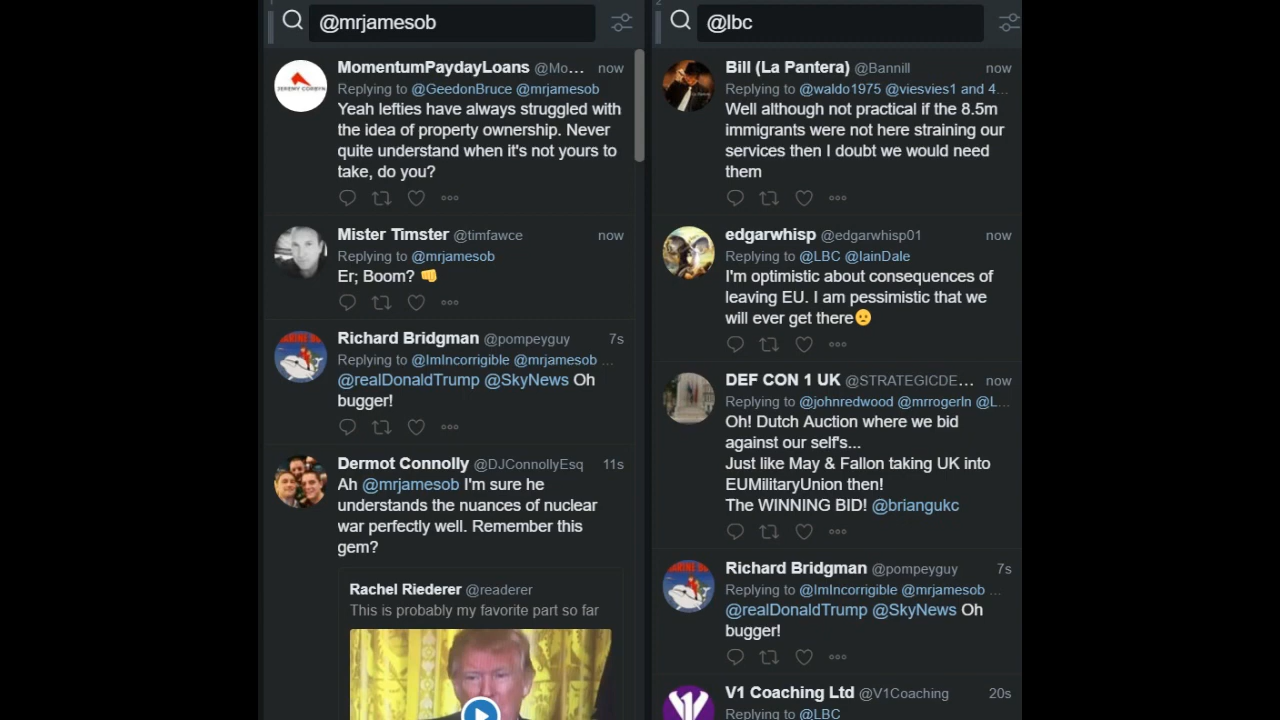 @mrjamesob
MomentumPaydayLoans @Mo... now
Replying to @GeedonBruce @mrjamesob
Yeah lefties have always struggled with
the idea of property ownership. Never
quite understand when it's not yours to
take, do you?
Mister Timster @timfawce now
Replying to @mrjamesob
Er; Boom? 👊
Richard Bridgman @pompeyguy 7s
Replying to @ImIncorrigible @mrjamesob ...
@realDonaldTrump @SkyNews Oh
bugger!
Dermot Connolly @DJConnollyEsq 11s
Ah @mrjamesob I'm sure he
understands the nuances of nuclear
war perfectly well. Remember this
gem?
Rachel Riederer @readerer
This is probably my favorite part so far
2
@lbc
Bill (La Pantera) @Bannill now
Replying to @waldo1975 @viesvies1 and 4...
Well although not practical if the 8.5m
immigrants were not here straining our
services then I doubt we would need
them
edgarwhisp @edgarwhisp01 now
Replying to @LBC @IainDale
I'm optimistic about consequences of
leaving EU. I am pessimistic that we
will ever get there😟
DEF CON 1 UK @STRATEGICDE... now
Replying to @johnredwood @mrrogerln @L...
Oh! Dutch Auction where we bid
against our self's...
Just like May & Fallon taking UK into
EUMilitaryUnion then!
The WINNING BID! @briangukc
Richard Bridgman @pompeyguy 7s
Replying to @ImIncorrigible @mrjamesob ...
@realDonaldTrump @SkyNews Oh
bugger!
V1 Coaching Ltd @V1Coaching 20s
Replying to @LBC